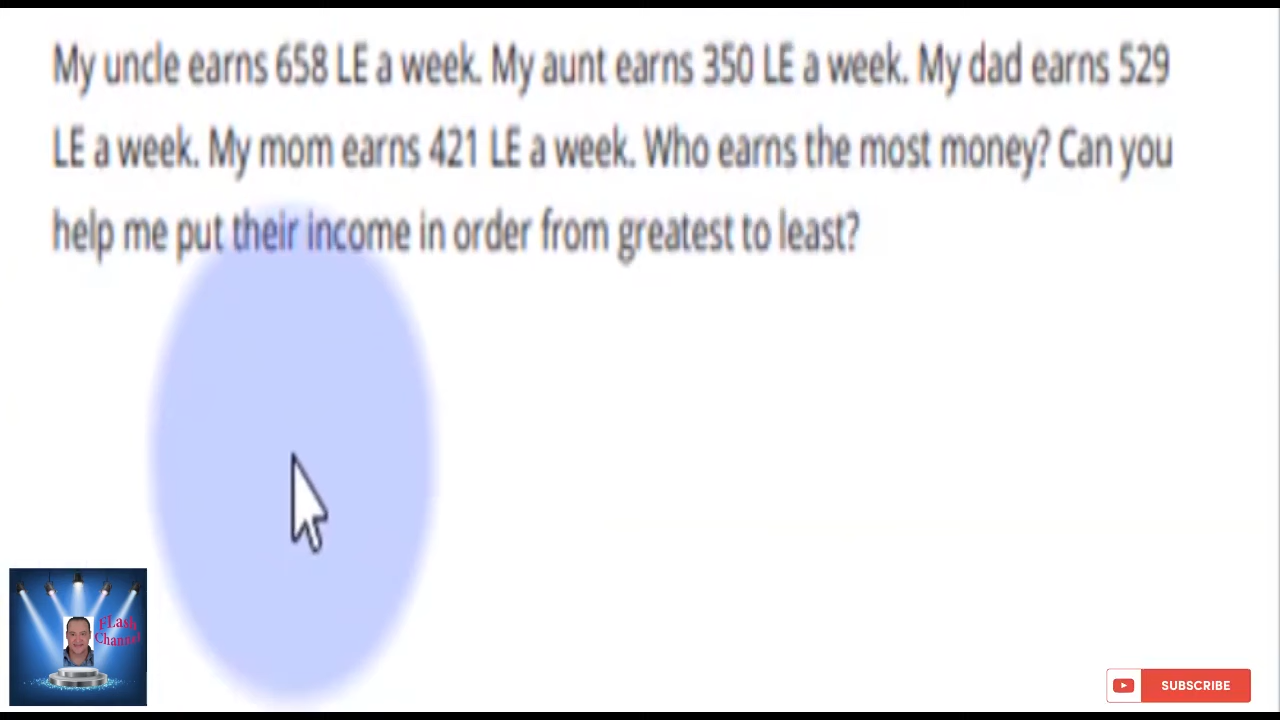 My uncle earns 658 LE a week. My aunt earns 350 LE a week. My dad earns 529
LE a week. My mom earns 421 LE a week. Who earns the most money? Can you
help me put their income in order from greatest to least?
FLash
Channel
SUBSCRIBE